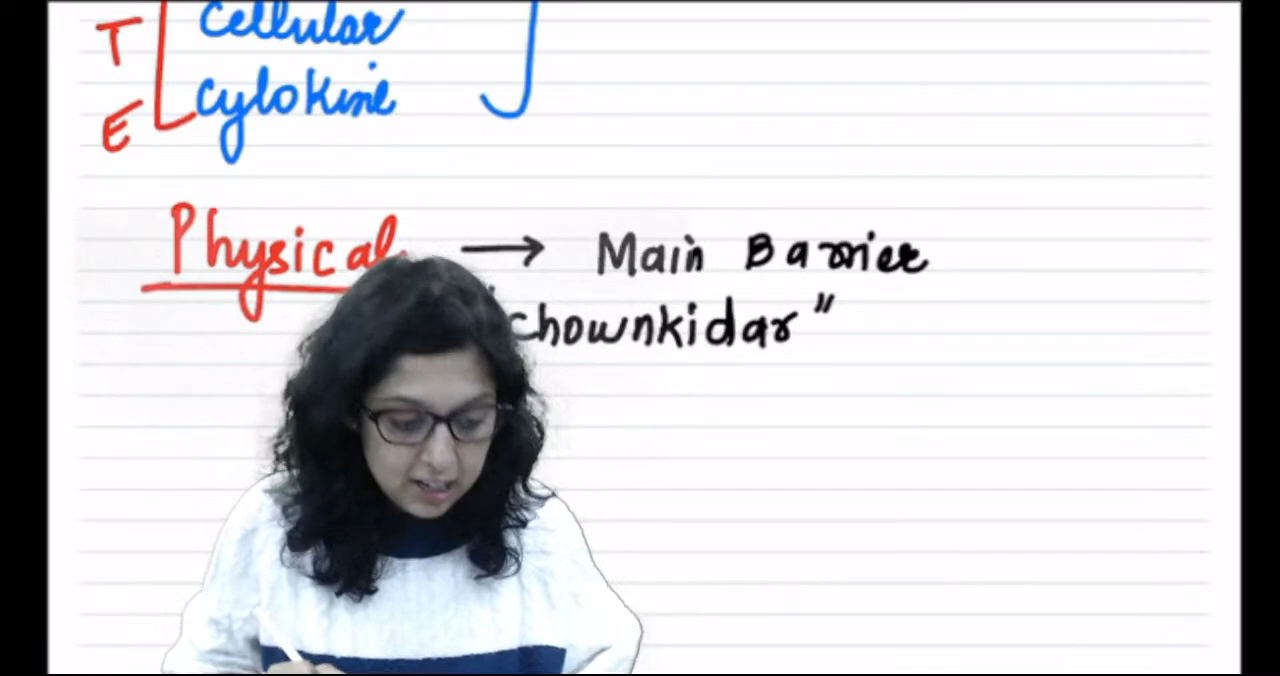 T cellular
E cytokine
Physical → Main Barrier
chownkidar"